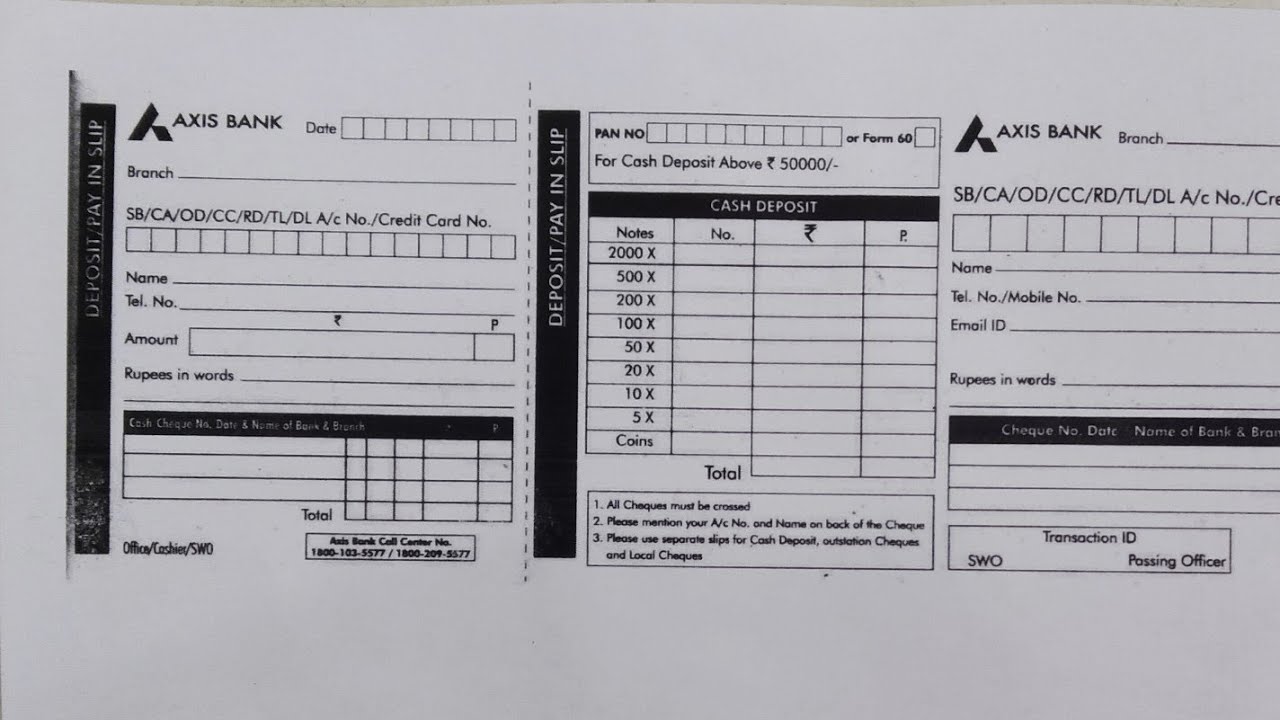 DEPOSIT/PAY IN SLIP
AXIS BANK
Date
Branch
SB/CA/OD/CC/RD/TL/DL A/c No./Credit Card No.
Name
Tel. No.
₹ P
Amount
Rupees in words
Cash Cheque No. Date & Name of Bank & Branch P.
Total
Office/Cashier/SWO
Axis Bank Call Center No.
1800-103-5577 / 1800-209-5577
DEPOSIT/PAY IN SLIP
PAN NO or Form 60
For Cash Deposit Above ₹ 50000/-
CASH DEPOSIT
Notes No. ₹ P.
2000 X
500 X
200 X
100 X
50 X
20 X
10 X
5 X
Coins
Total
1. All Cheques must be crossed
2. Please mention your A/c No. and Name on back of the Cheque
3. Please use separate slips for Cash Deposit, outstation Cheques
and Local Cheques
AXIS BANK Branch
SB/CA/OD/CC/RD/TL/DL A/c No./Cre
Name
Tel. No./Mobile No.
Email ID
Rupees in words
Cheque No. Date Name of Bank & Bran
Transaction ID
SWO Passing Officer